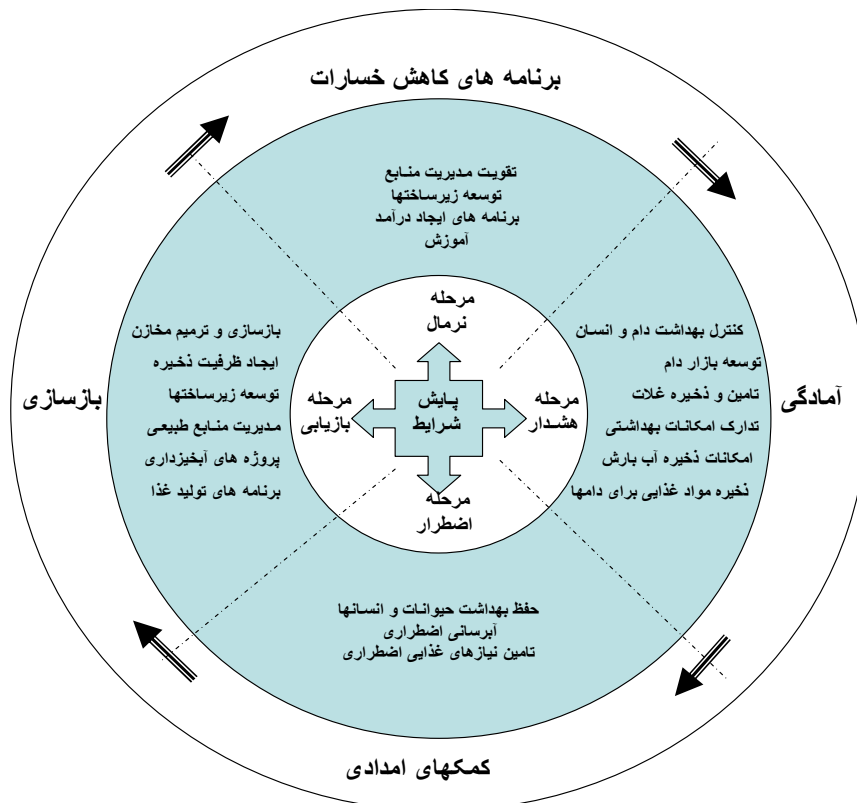 برنامه های کاهش خسارات
تقویت مدیریت منابع
توسعه زیرساختها
برنامه های ایجاد درآمد
آموزش
آمادگی
کنترل بهداشت دام و انسان
توسعه بازار دام
تامین و ذخیره غلات
تدارک امکانات بهداشتی
امکانات ذخیره آب بارش
ذخیره مواد غذایی برای دامها
مرحله
نرمال
مرحله
هشدار
پایش
شرایط
مرحله
بازیابی
مرحله
اضطرار
بازسازی و ترمیم مخازن
ایجاد ظرفیت ذخیره
توسعه زیرساختها
مدیریت منابع طبیعی
پروژه های آبخیزداری
برنامه های تولید غذا
بازسازی
حفظ بهداشت حیوانات و انسانها
آبرسانی اضطراری
تامین نیازهای غذایی اضطراری
کمکهای امدادی